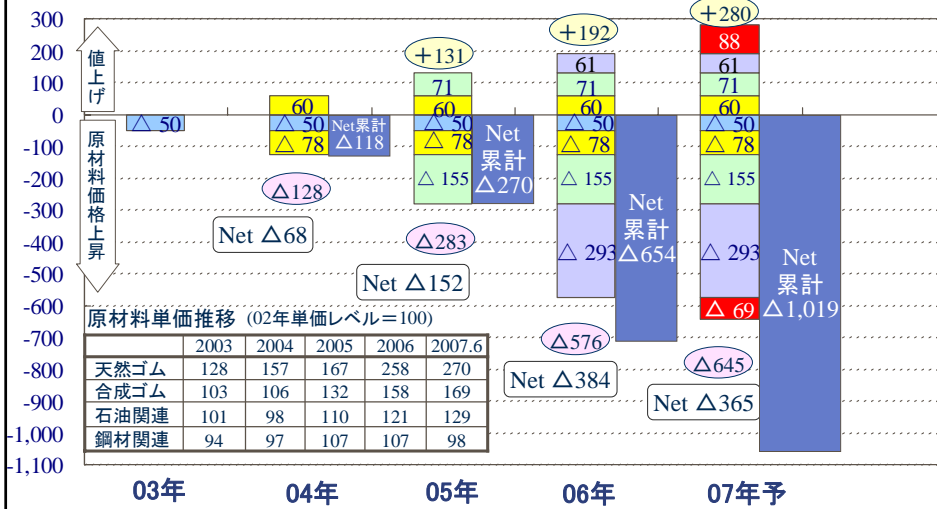 300
200
100
0
-100
-200
-300
-400
-500
-600
-700
-800
-900
-1,000
-1,100
値上げ
原材料価格上昇
△ 50
03年
60
△ 50
△ 78
△128
Net △68
Net累計
△118
04年
+131
71
60
△ 50
△ 78
△ 155
△283
Net △152
Net
累計
△270
05年
+192
61
71
60
△ 50
△ 78
△ 155
△ 293
△576
Net △384
Net
累計
△654
06年
+280
88
61
71
60
△ 50
△ 78
△ 155
△ 293
△ 69
△645
Net △365
Net
累計
△1,019
07年予
原材料単価推移 (02年単価レベル=100)
2003 2004 2005 2006 2007.6
天然ゴム 128 157 167 258 270
合成ゴム 103 106 132 158 169
石油関連 101 98 110 121 129
鋼材関連 94 97 107 107 98